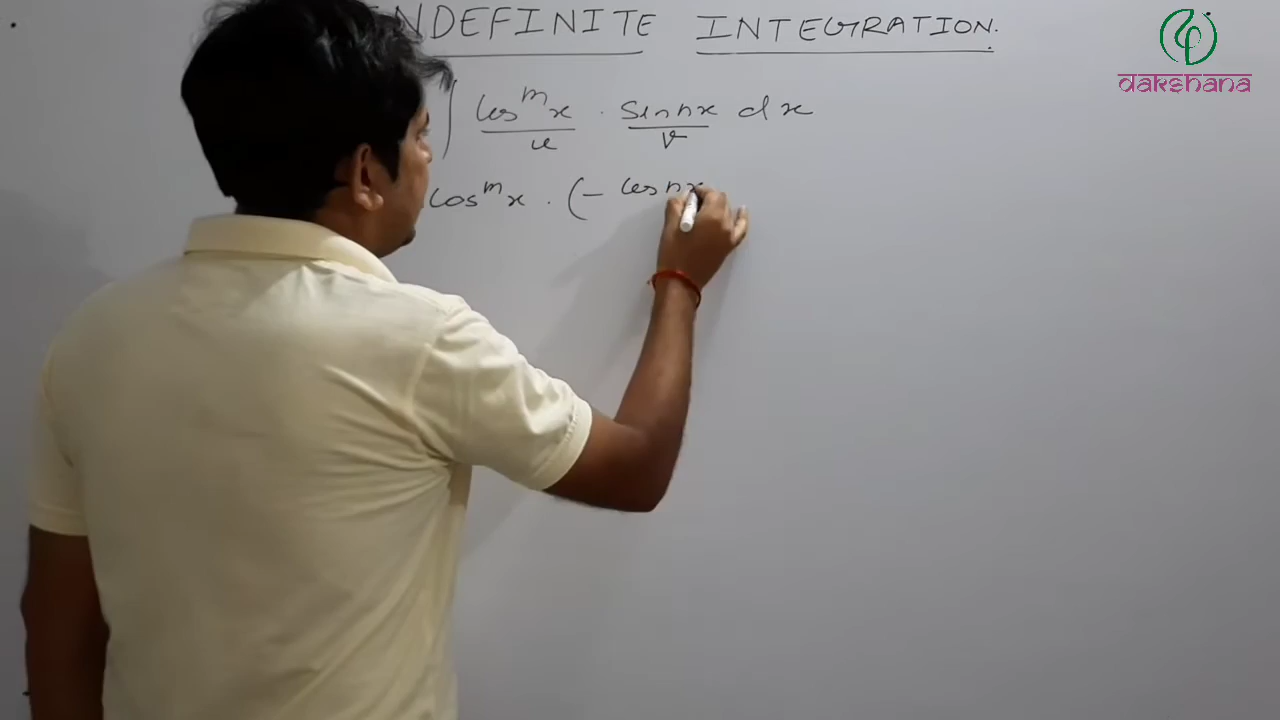 INDEFINITE INTEGRATION.
dakshana
∫ cos^m x . sin nx dx
u v
cos^m x . (- cos nx